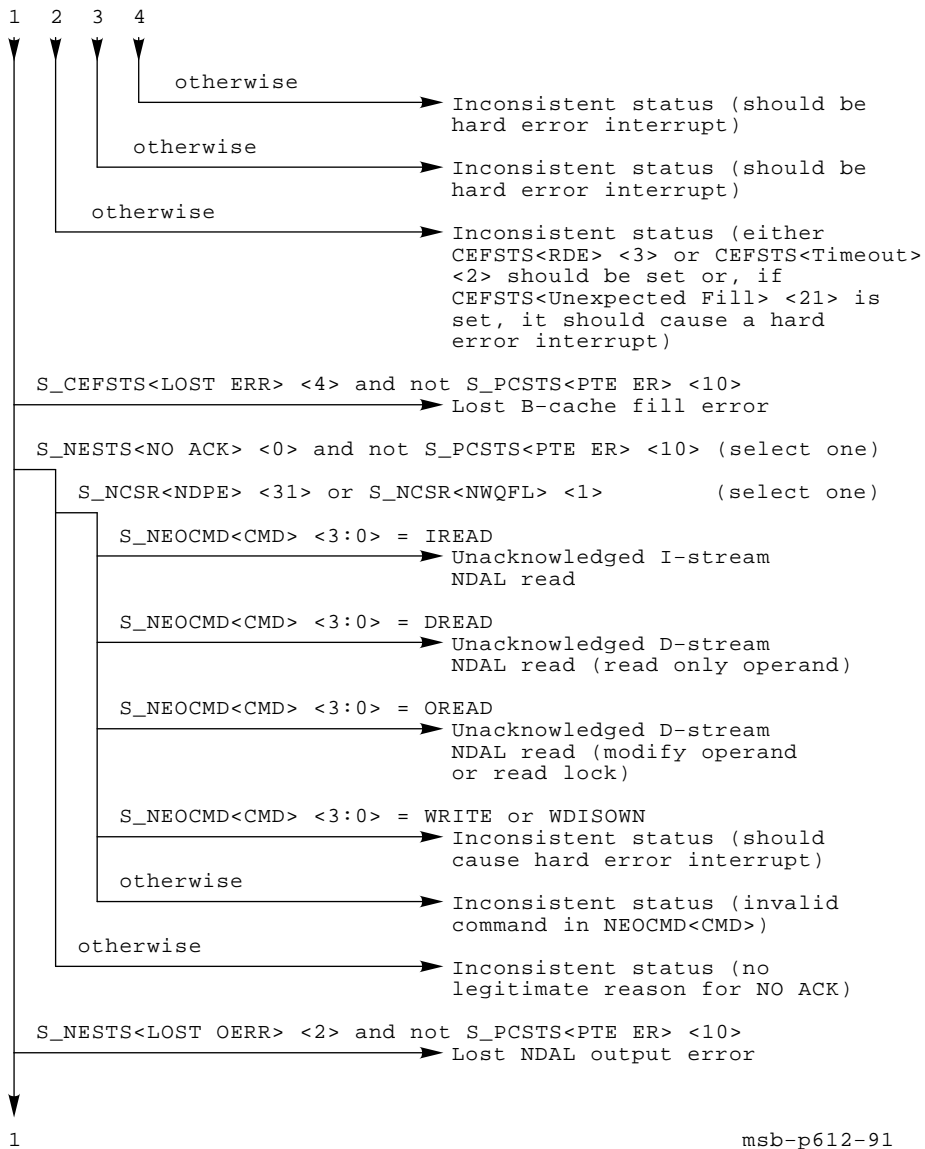 1 2 3 4
otherwise
Inconsistent status (should be
hard error interrupt)
otherwise
Inconsistent status (should be
hard error interrupt)
otherwise
Inconsistent status (either
CEFSTS<RDE> <3> or CEFSTS<Timeout>
<2> should be set or, if
CEFSTS<Unexpected Fill> <21> is
set, it should cause a hard
error interrupt)
S_CEFSTS<LOST ERR> <4> and not S_PCSTS<PTE ER> <10>
Lost B-cache fill error
S_NESTS<NO ACK> <0> and not S_PCSTS<PTE ER> <10> (select one)
S_NCSR<NDPE> <31> or S_NCSR<NWQFL> <1> (select one)
S_NEOCMD<CMD> <3:0> = IREAD
Unacknowledged I-stream
NDAL read
S_NEOCMD<CMD> <3:0> = DREAD
Unacknowledged D-stream
NDAL read (read only operand)
S_NEOCMD<CMD> <3:0> = OREAD
Unacknowledged D-stream
NDAL read (modify operand
or read lock)
S_NEOCMD<CMD> <3:0> = WRITE or WDISOWN
Inconsistent status (should
cause hard error interrupt)
otherwise
Inconsistent status (invalid
command in NEOCMD<CMD>)
otherwise
Inconsistent status (no
legitimate reason for NO ACK)
S_NESTS<LOST OERR> <2> and not S_PCSTS<PTE ER> <10>
Lost NDAL output error
1
msb-p612-91